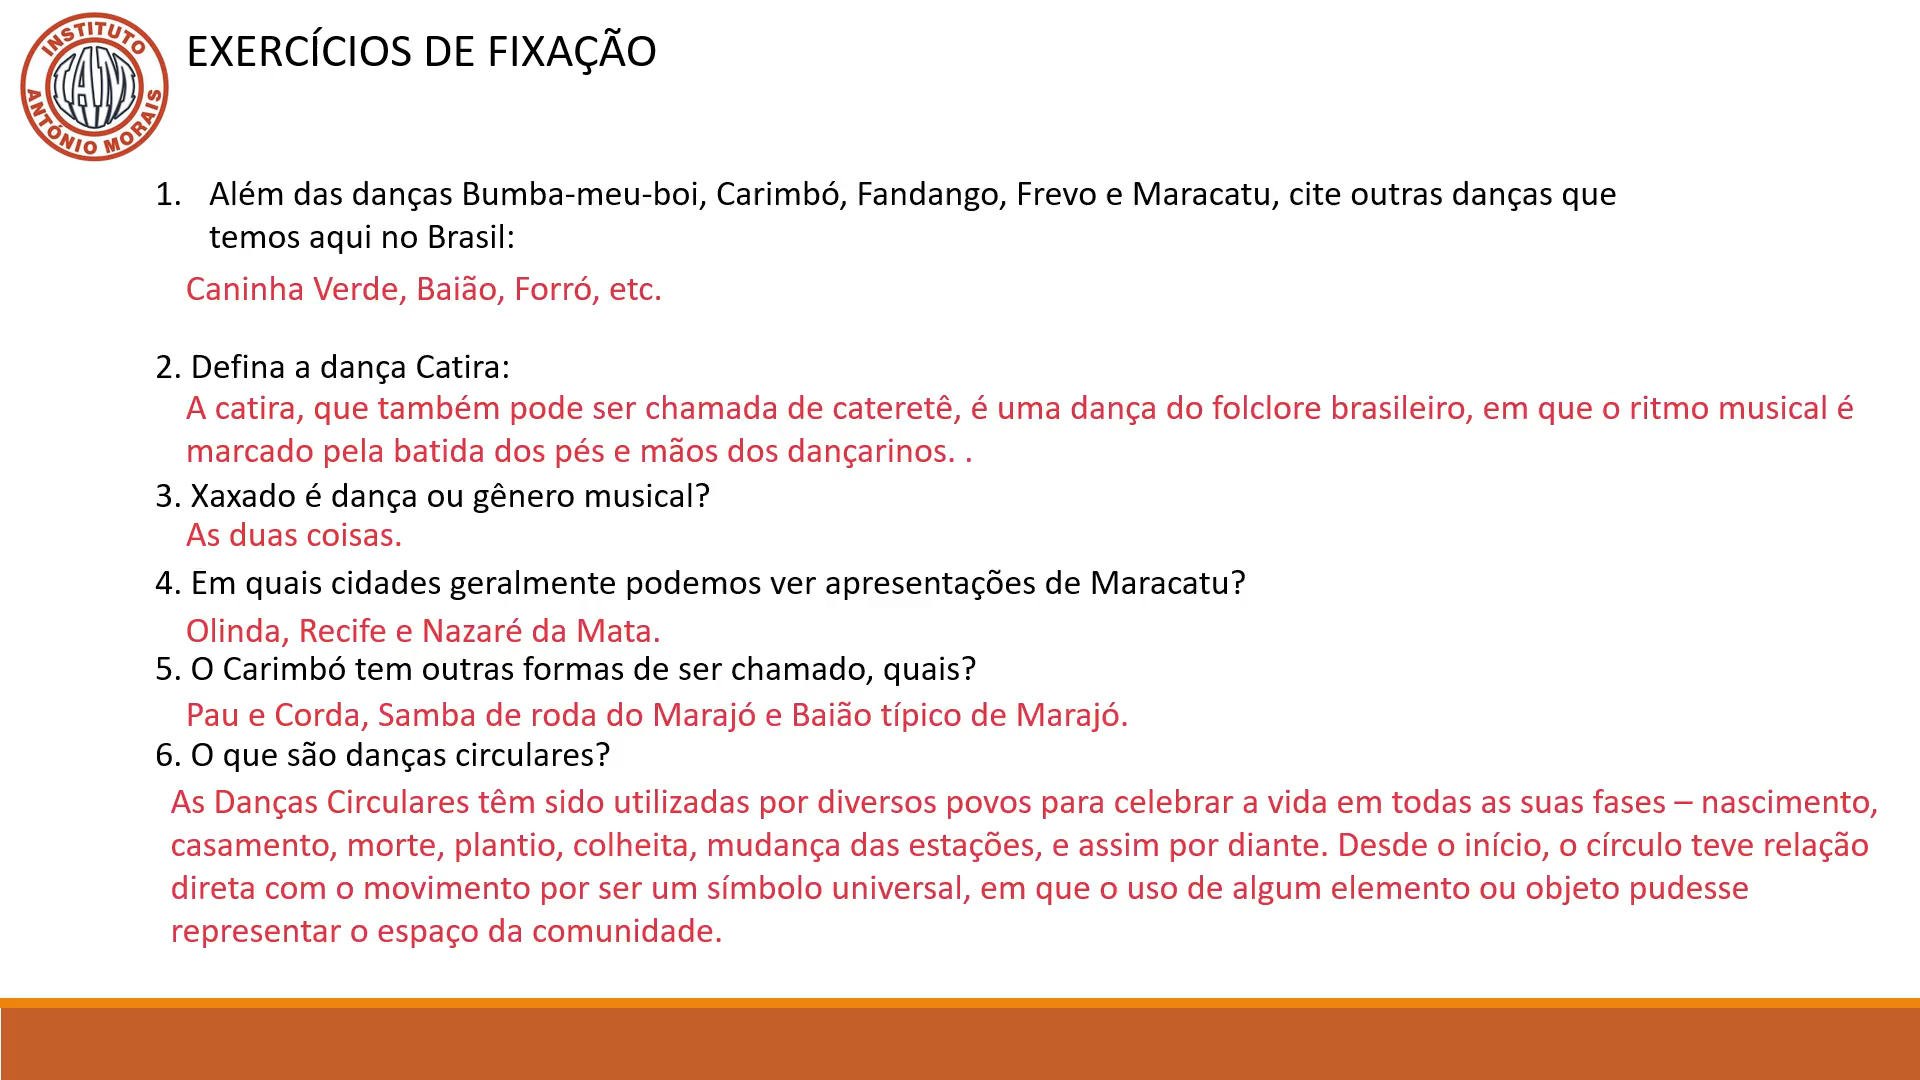 INSTITUTO
IAM
ANTÓNIO MORAIS
EXERCÍCIOS DE FIXAÇÃO
1. Além das danças Bumba-meu-boi, Carimbó, Fandango, Frevo e Maracatu, cite outras danças que
temos aqui no Brasil:
Caninha Verde, Baião, Forró, etc.
2. Defina a dança Catira:
A catira, que também pode ser chamada de cateretê, é uma dança do folclore brasileiro, em que o ritmo musical é
marcado pela batida dos pés e mãos dos dançarinos. .
3. Xaxado é dança ou gênero musical?
As duas coisas.
4. Em quais cidades geralmente podemos ver apresentações de Maracatu?
Olinda, Recife e Nazaré da Mata.
5. O Carimbó tem outras formas de ser chamado, quais?
Pau e Corda, Samba de roda do Marajó e Baião típico de Marajó.
6. O que são danças circulares?
As Danças Circulares têm sido utilizadas por diversos povos para celebrar a vida em todas as suas fases – nascimento,
casamento, morte, plantio, colheita, mudança das estações, e assim por diante. Desde o início, o círculo teve relação
direta com o movimento por ser um símbolo universal, em que o uso de algum elemento ou objeto pudesse
representar o espaço da comunidade.